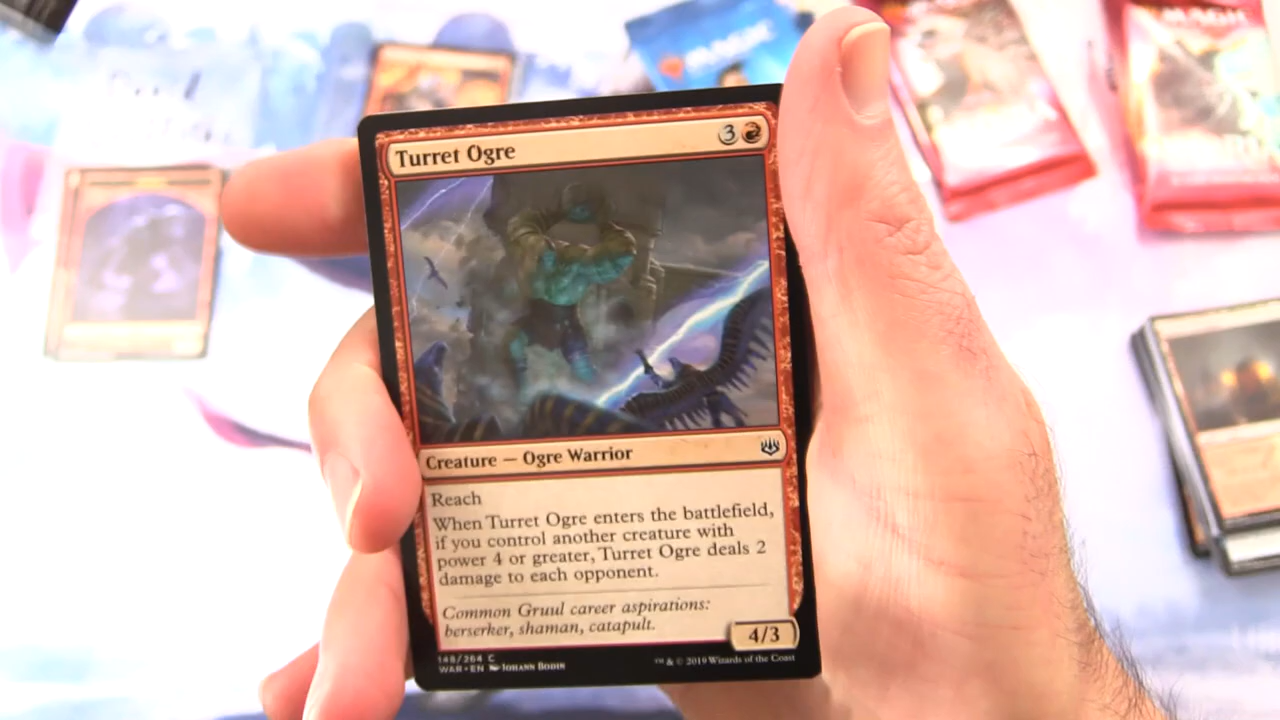 MAGIC
MAGIC
Turret Ogre
3
Creature — Ogre Warrior
Reach
When Turret Ogre enters the battlefield,
if you control another creature with
power 4 or greater, Turret Ogre deals 2
damage to each opponent.
Common Gruul career aspirations:
berserker, shaman, catapult.
4/3
148/264 C
WAR • EN Johann Bodin
™ & © 2019 Wizards of the Coast